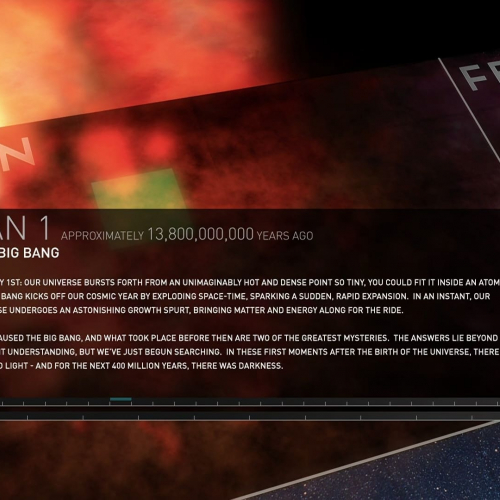 FE
N
AN 1 APPROXIMATELY 13,800,000,000 YEARS AGO
BIG BANG
Y 1ST: OUR UNIVERSE BURSTS FORTH FROM AN UNIMAGINABLY HOT AND DENSE POINT SO TINY, YOU COULD FIT IT INSIDE AN ATOM
BANG KICKS OFF OUR COSMIC YEAR BY EXPLODING SPACE-TIME, SPARKING A SUDDEN, RAPID EXPANSION. IN AN INSTANT, OUR
SE UNDERGOES AN ASTONISHING GROWTH SPURT, BRINGING MATTER AND ENERGY ALONG FOR THE RIDE.
AUSED THE BIG BANG, AND WHAT TOOK PLACE BEFORE THEN ARE TWO OF THE GREATEST MYSTERIES. THE ANSWERS LIE BEYOND
T UNDERSTANDING, BUT WE'VE JUST BEGUN SEARCHING. IN THESE FIRST MOMENTS AFTER THE BIRTH OF THE UNIVERSE, THERE
O LIGHT - AND FOR THE NEXT 400 MILLION YEARS, THERE WAS DARKNESS.